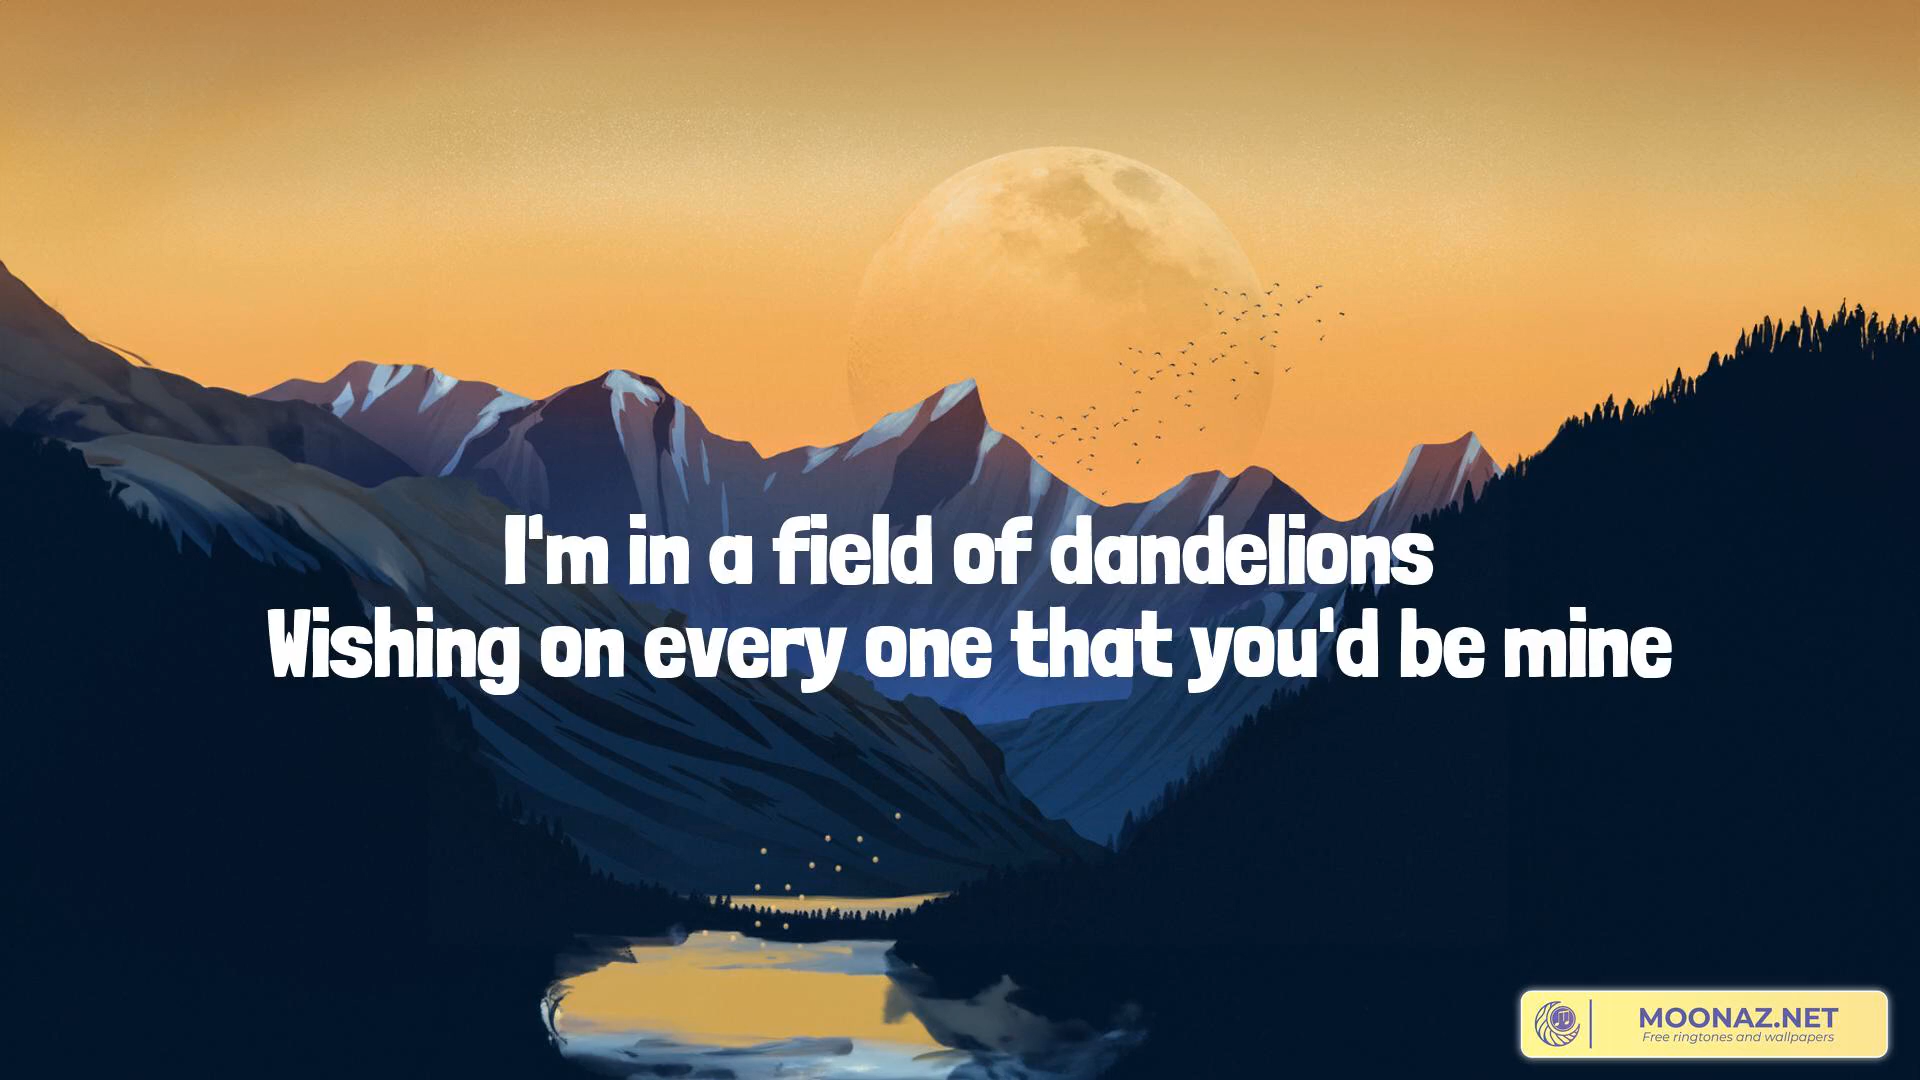 I'm in a field of dandelions
Wishing on every one that you'd be mine
MOONAZ.NET
Free ringtones and wallpapers